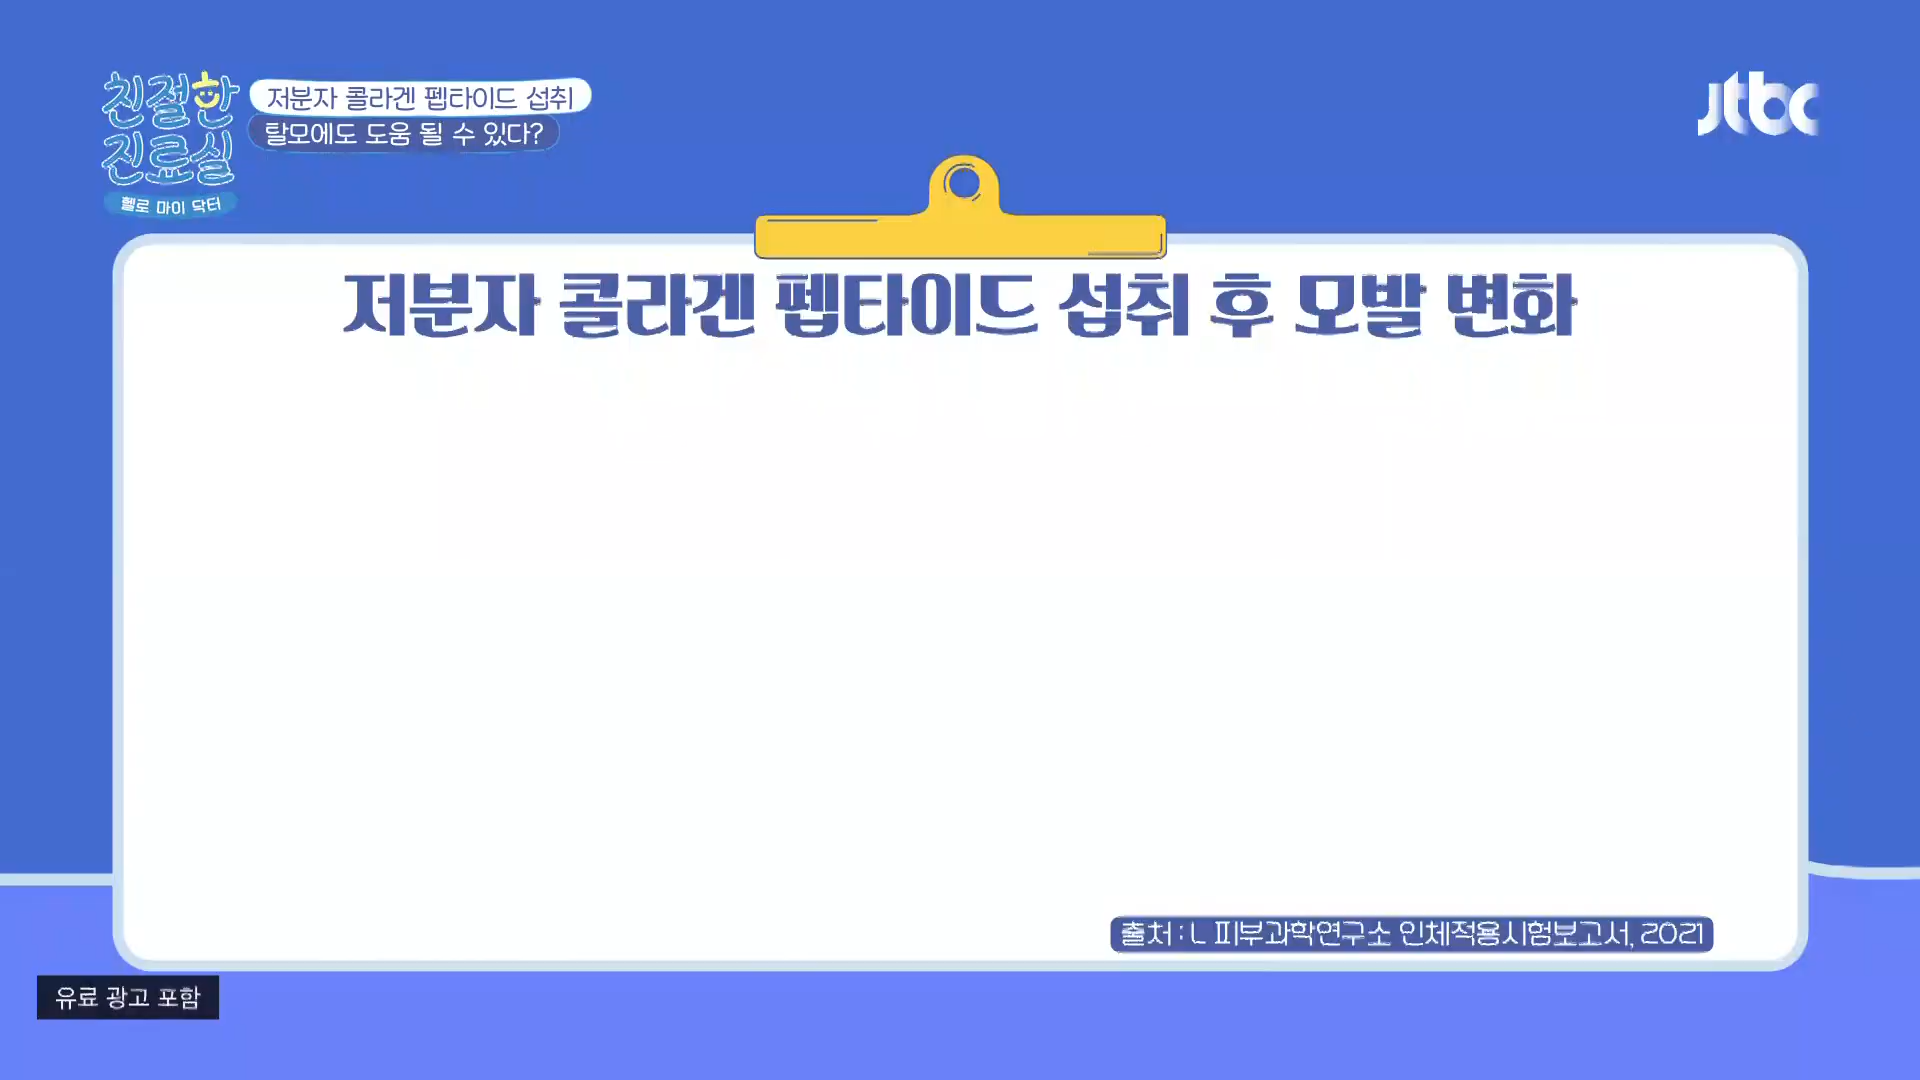 친절한
진료실
헬로 마이 닥터
저분자 콜라겐 펩타이드 섭취
탈모에도 도움 될 수 있다?
jtbc
저분자 콜라겐 펩타이드 섭취 후 모발 변화
출처 : L 피부과학연구소 인체적용시험보고서, 2021
유료 광고 포함